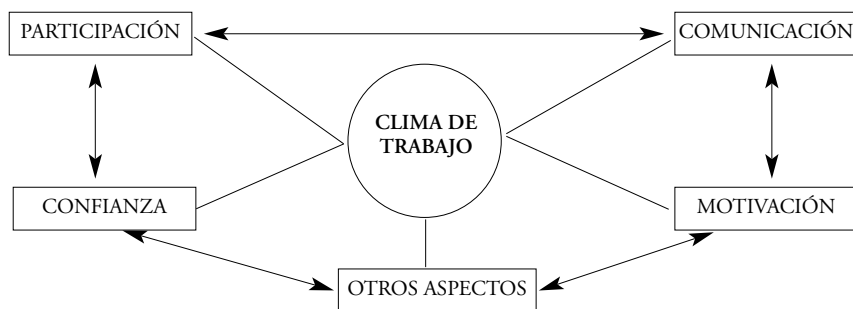 PARTICIPACIÓN
COMUNICACIÓN
CLIMA DE
TRABAJO
CONFIANZA
MOTIVACIÓN
OTROS ASPECTOS